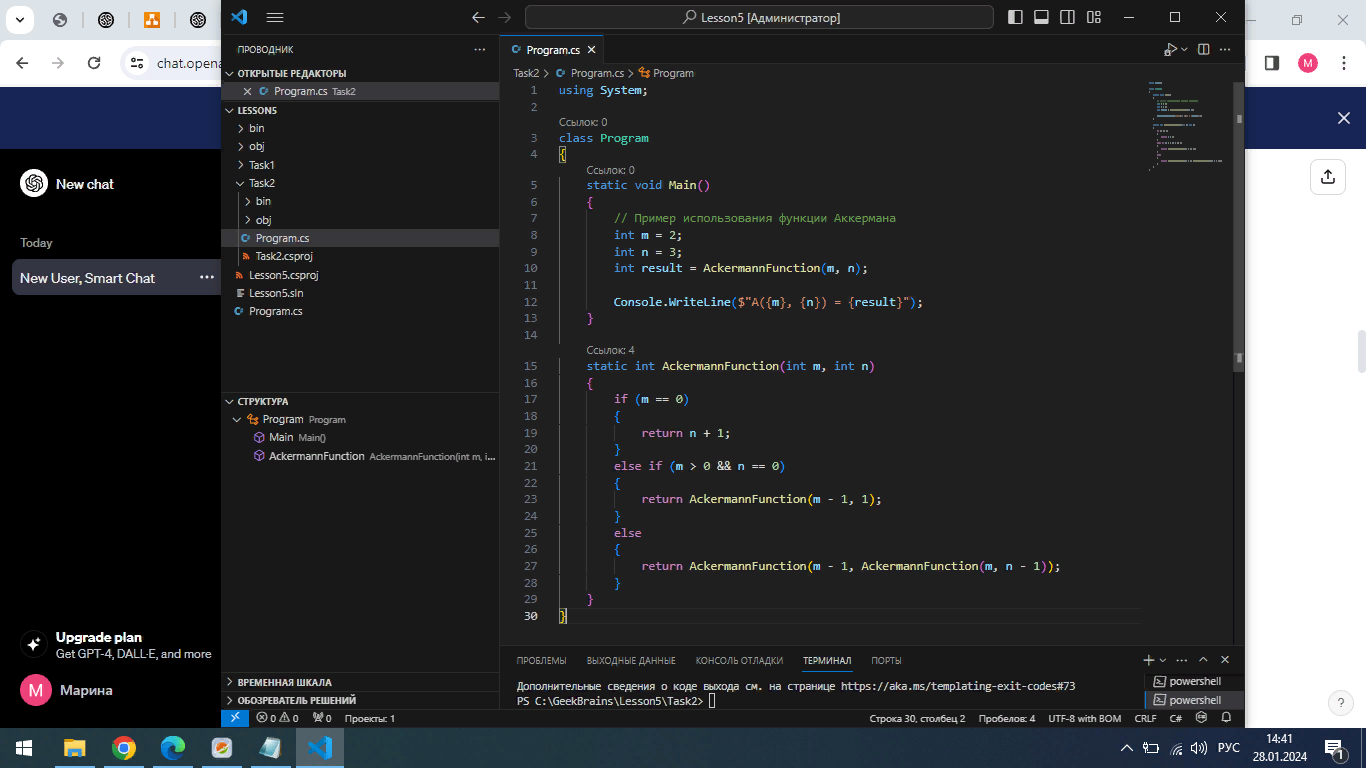 Lesson5 [Администратор]
chat.opena
M
New chat
Today
New User, Smart Chat
Upgrade plan
Get GPT-4, DALL·E, and more
M
Марина
ПРОВОДНИК
ОТКРЫТЫЕ РЕДАКТОРЫ
Program.cs Task2
LESSON5
bin
obj
Task1
Task2
bin
obj
Program.cs
Task2.csproj
Lesson5.csproj
Lesson5.sln
Program.cs
СТРУКТУРА
Program Program
Main Main()
AckermannFunction AckermannFunction(int m, i...
ВРЕМЕННАЯ ШКАЛА
ОБОЗРЕВАТЕЛЬ РЕШЕНИЙ
Program.cs
Task2 > Program.cs > Program
1 using System;
2
Ссылок: 0
3 class Program
4 {
Ссылок: 0
5 static void Main()
6 {
7 // Пример использования функции Аккермана
8 int m = 2;
9 int n = 3;
10 int result = AckermannFunction(m, n);
11
12 Console.WriteLine($"A({m}, {n}) = {result}");
13 }
14
Ссылок: 4
15 static int AckermannFunction(int m, int n)
16 {
17 if (m == 0)
18 {
19 return n + 1;
20 }
21 else if (m > 0 && n == 0)
22 {
23 return AckermannFunction(m - 1, 1);
24 }
25 else
26 {
27 return AckermannFunction(m - 1, AckermannFunction(m, n - 1));
28 }
29 }
30 }
ПРОБЛЕМЫ ВЫХОДНЫЕ ДАННЫЕ КОНСОЛЬ ОТЛАДКИ ТЕРМИНАЛ ПОРТЫ
Дополнительные сведения о коде выхода см. на странице https://aka.ms/templating-exit-codes#73
PS C:\GeekBrains\Lesson5\Task2>
powershell
powershell
0 0 0 Проекты: 1
Строка 30, столбец 2 Пробелов: 4 UTF-8 with BOM CRLF C#
?
РУС
14:41
28.01.2024
1